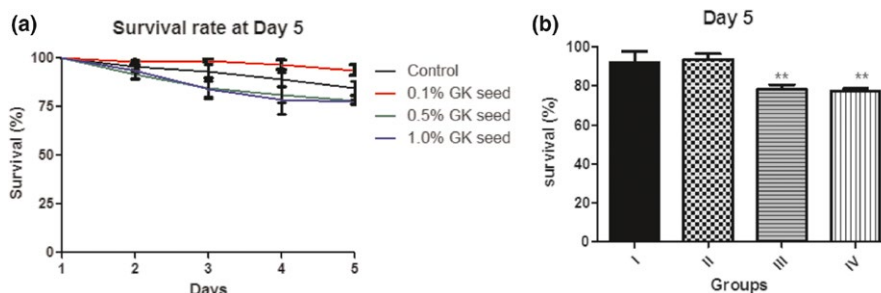 (a)
Survival rate at Day 5
Survival (%)
100
75
50
25
0
1 2 3 4 5
Days
Control
0.1% GK seed
0.5% GK seed
1.0% GK seed
(b)
Day 5
survival (%)
100
80
60
40
20
0
** **
I II III IV
Groups